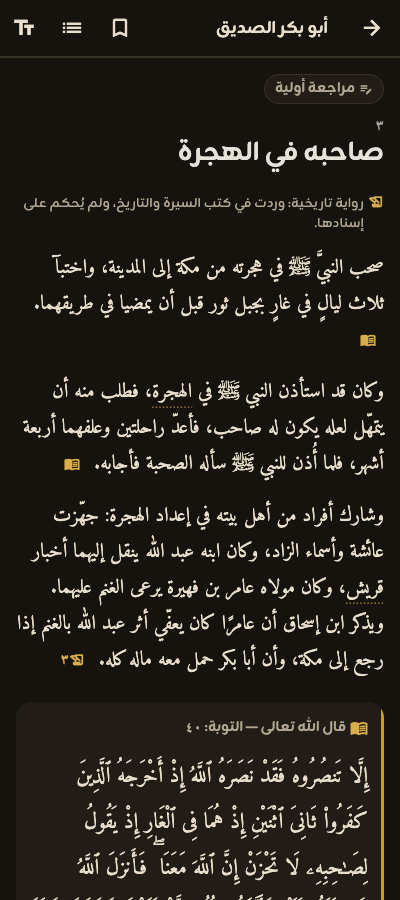 أبو بكر الصديق
مراجعة أولية
٣
صاحبه في الهجرة
رواية تاريخية: وردت في كتب السيرة والتاريخ، ولم يُحكم على
إسنادها.
صحب النبيَّ ﷺ في هجرته من مكة إلى المدينة، واختبآ
ثلاث ليالٍ في غارٍ بجبل ثور قبل أن يمضيا في طريقهما.
وكان قد استأذن النبي ﷺ في الهجرة، فطلب منه أن
يتمهّل لعله يكون له صاحب، فأعدّ راحلتين وعلفهما أربعة
أشهر، فلما أُذن للنبي ﷺ سأله الصحبة فأجابه.
وشارك أفراد من أهل بيته في إعداد الهجرة: جهّزت
عائشة وأسماء الزاد، وكان ابنه عبد الله ينقل إليهما أخبار
قريش، وكان مولاه عامر بن فهيرة يرعى الغنم عليهما.
ويذكر ابن إسحاق أن عامرًا كان يعفّي أثر عبد الله بالغنم إذا
رجع إلى مكة، وأن أبا بكر حمل معه ماله كله. ٣
قال الله تعالى — التوبة: ٤٠
إِلَّا تَنصُرُوهُ فَقَدْ نَصَرَهُ ٱللَّهُ إِذْ أَخْرَجَهُ ٱلَّذِينَ
كَفَرُوا۟ ثَانِىَ ٱثْنَيْنِ إِذْ هُمَا فِى ٱلْغَارِ إِذْ يَقُولُ
لِصَـٰحِبِهِۦ لَا تَحْزَنْ إِنَّ ٱللَّهَ مَعَنَا ۖ فَأَنزَلَ ٱللَّهُ